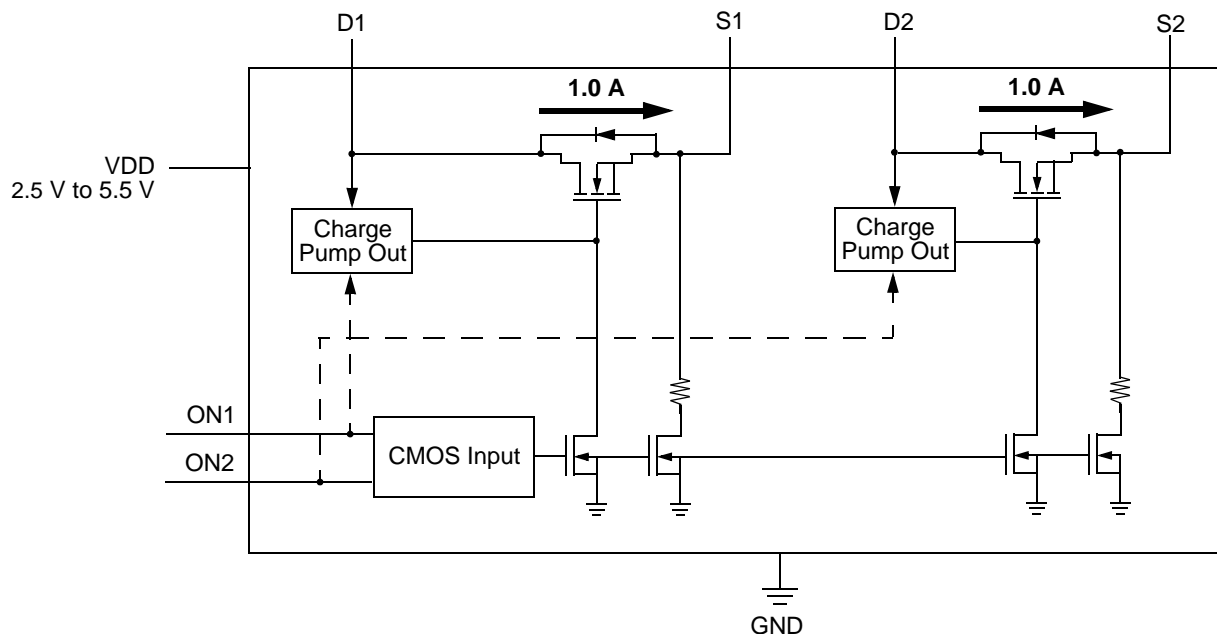 D1
S1
D2
S2
1.0 A
1.0 A
VDD
2.5 V to 5.5 V
Charge
Pump Out
Charge
Pump Out
ON1
ON2
CMOS Input
GND